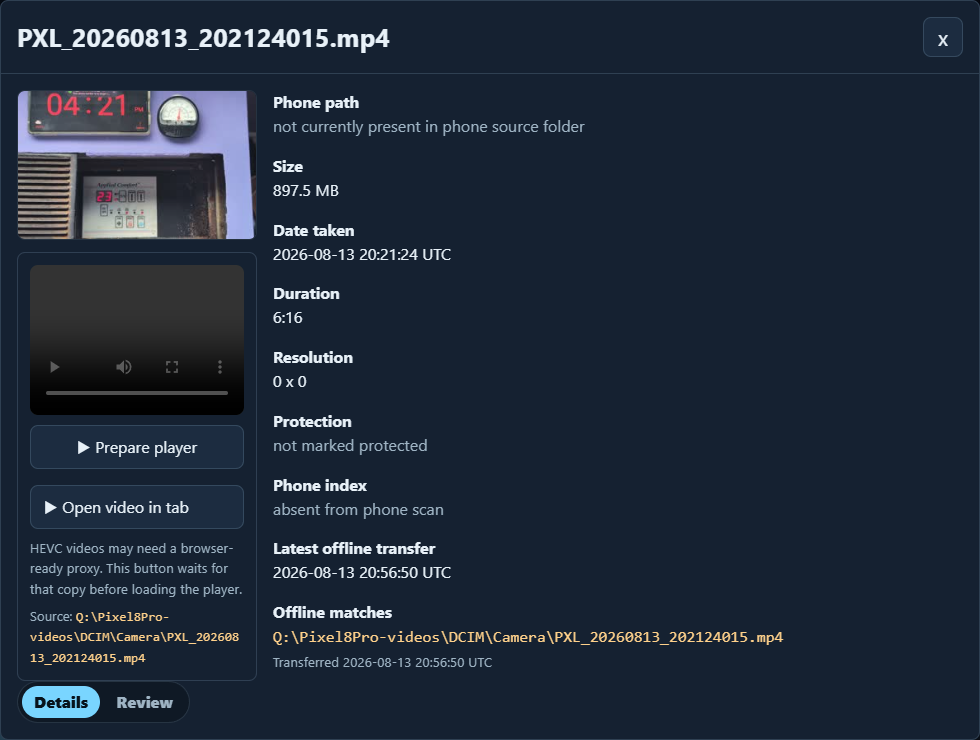 PXL_20260813_202124015.mp4
x
04:21 PM
Applied Comfort
23
Phone path
not currently present in phone source folder
Size
897.5 MB
Date taken
2026-08-13 20:21:24 UTC
Duration
6:16
Resolution
0 x 0
Protection
not marked protected
Phone index
absent from phone scan
Latest offline transfer
2026-08-13 20:56:50 UTC
Offline matches
Q:\Pixel8Pro-videos\DCIM\Camera\PXL_20260813_202124015.mp4
Transferred 2026-08-13 20:56:50 UTC
▶ Prepare player
▶ Open video in tab
HEVC videos may need a browser-
ready proxy. This button waits for
that copy before loading the player.
Source: Q:\Pixel8Pro-
videos\DCIM\Camera\PXL_202608
13_202124015.mp4
Details
Review